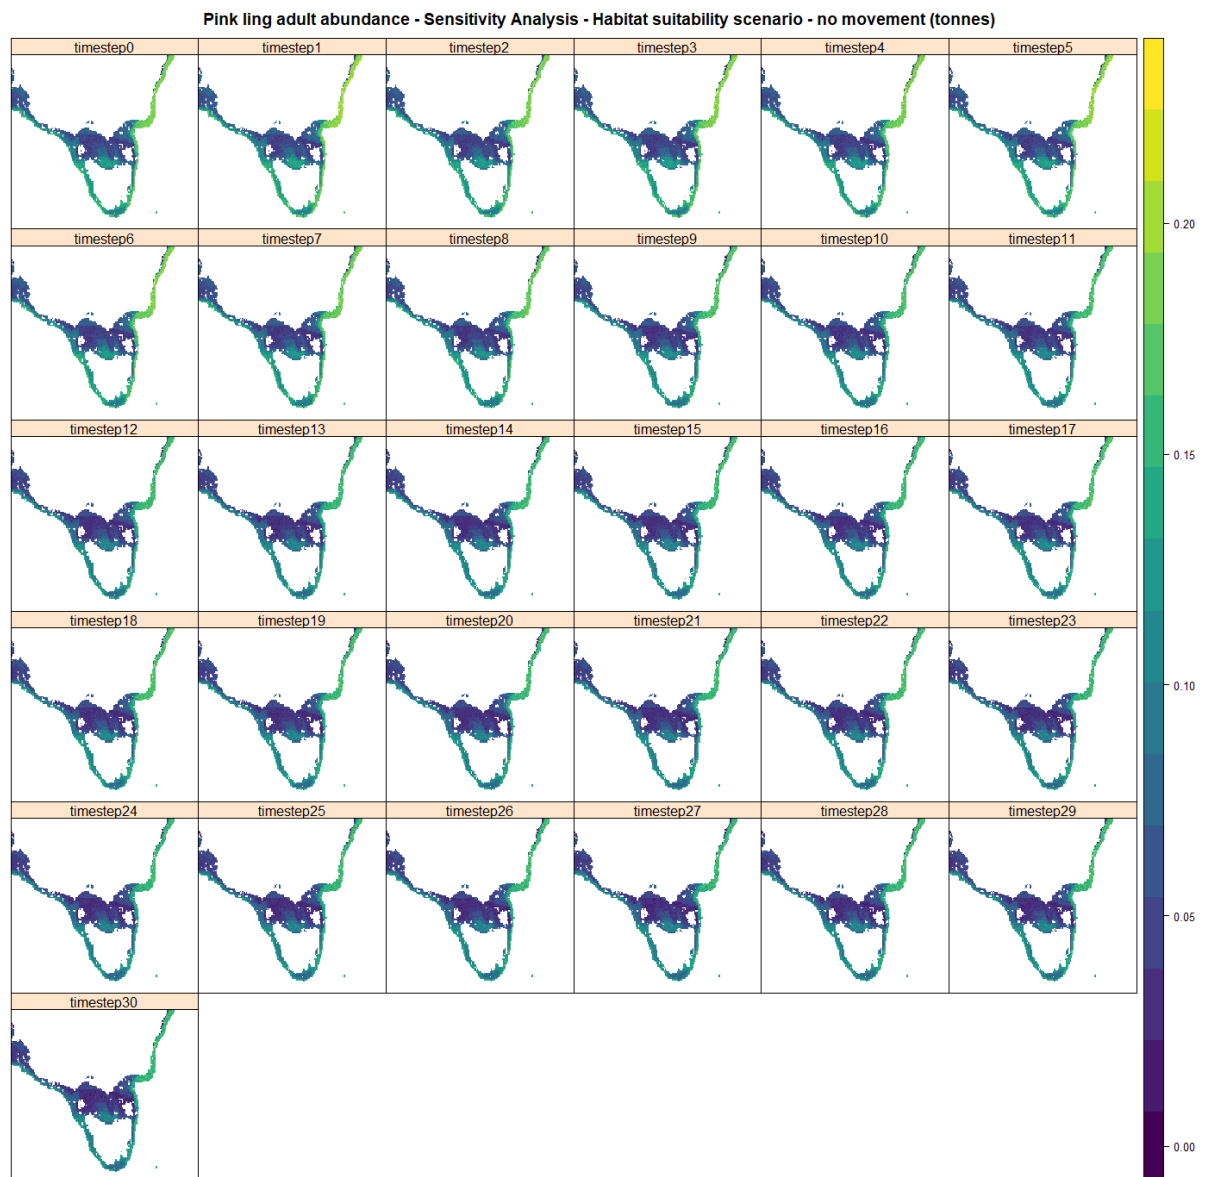 Pink ling adult abundance - Sensitivity Analysis - Habitat suitability scenario - no movement (tonnes)
timestep0 timestep1 timestep2 timestep3 timestep4 timestep5
timestep6 timestep7 timestep8 timestep9 timestep10 timestep11
timestep12 timestep13 timestep14 timestep15 timestep16 timestep17
timestep18 timestep19 timestep20 timestep21 timestep22 timestep23
timestep24 timestep25 timestep26 timestep27 timestep28 timestep29
timestep30
0.20
0.15
0.10
0.05
0.00